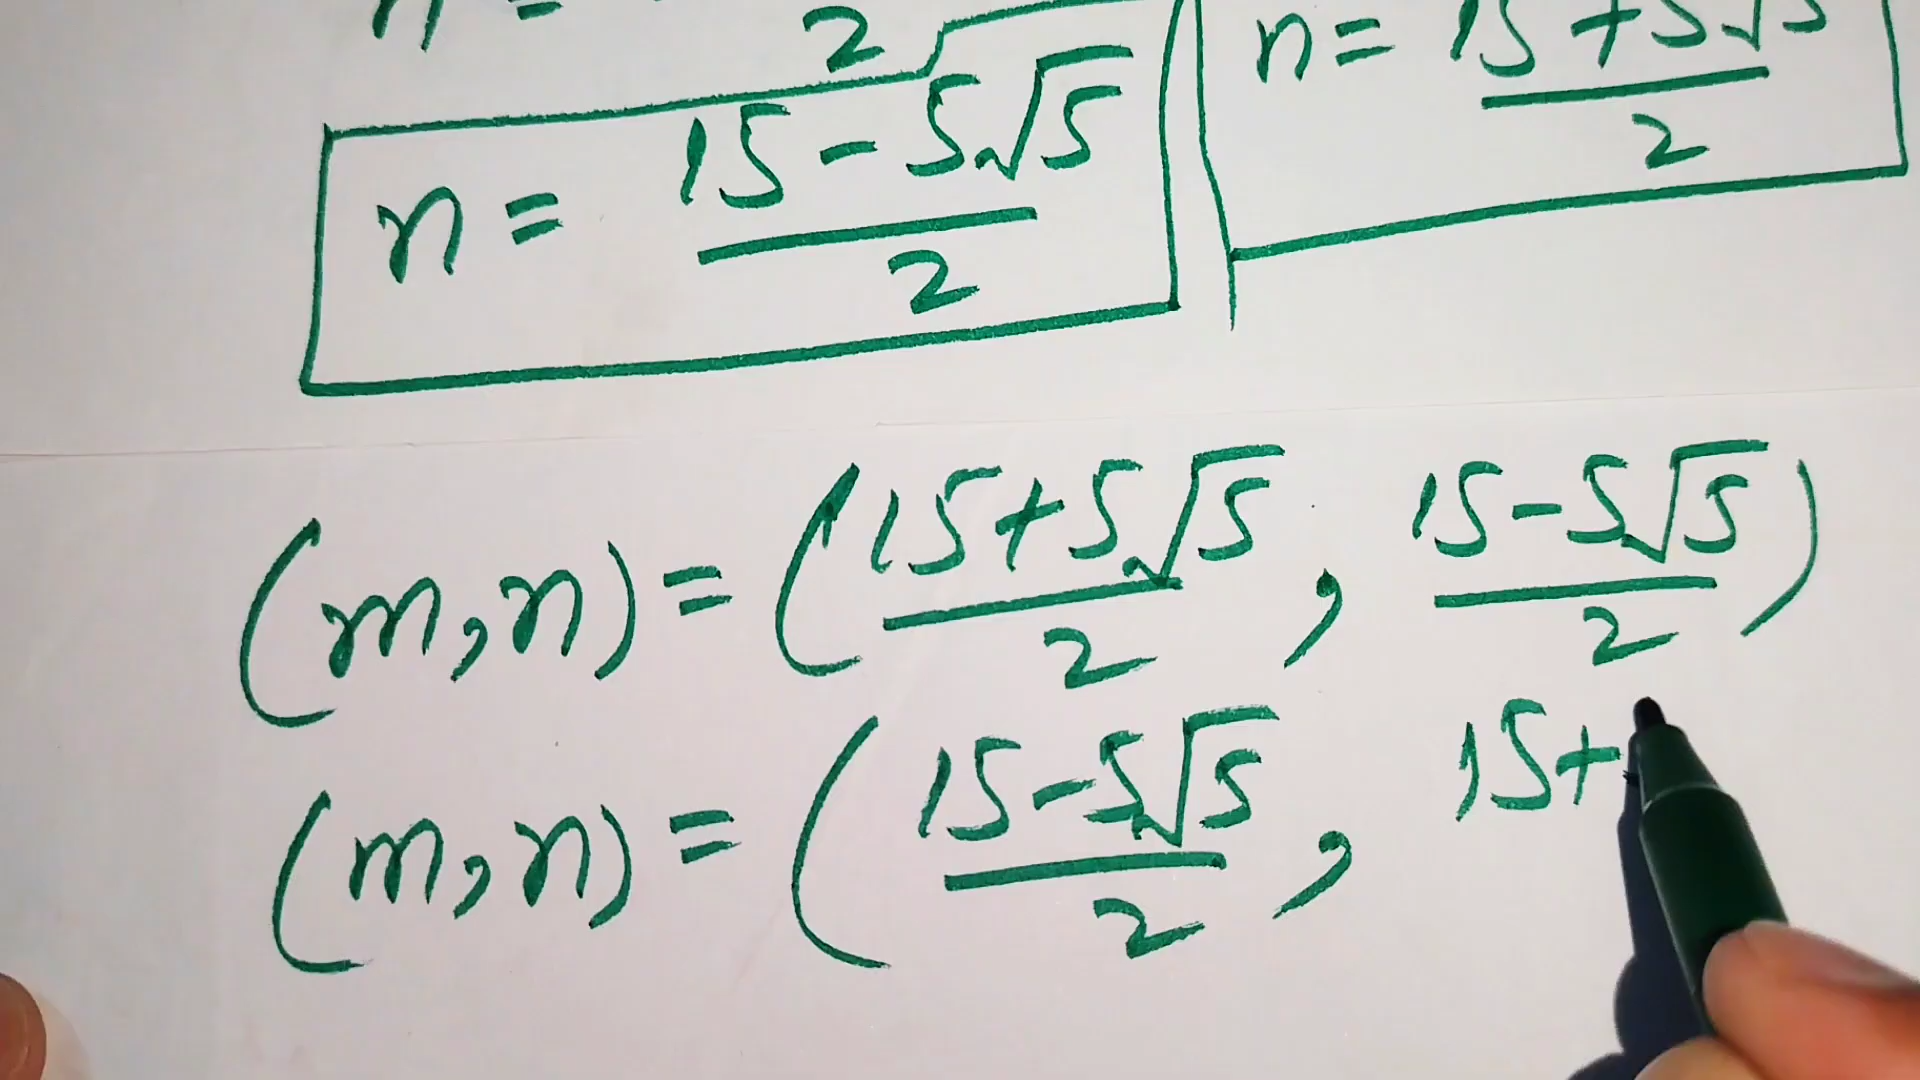 n =
2
n = 15 + 5√5 / 2
n = 15 - 5√5 / 2
(m,n) = (15+5√5 / 2 , 15-5√5 / 2)
(m,n) = (15-5√5 / 2 , 15+